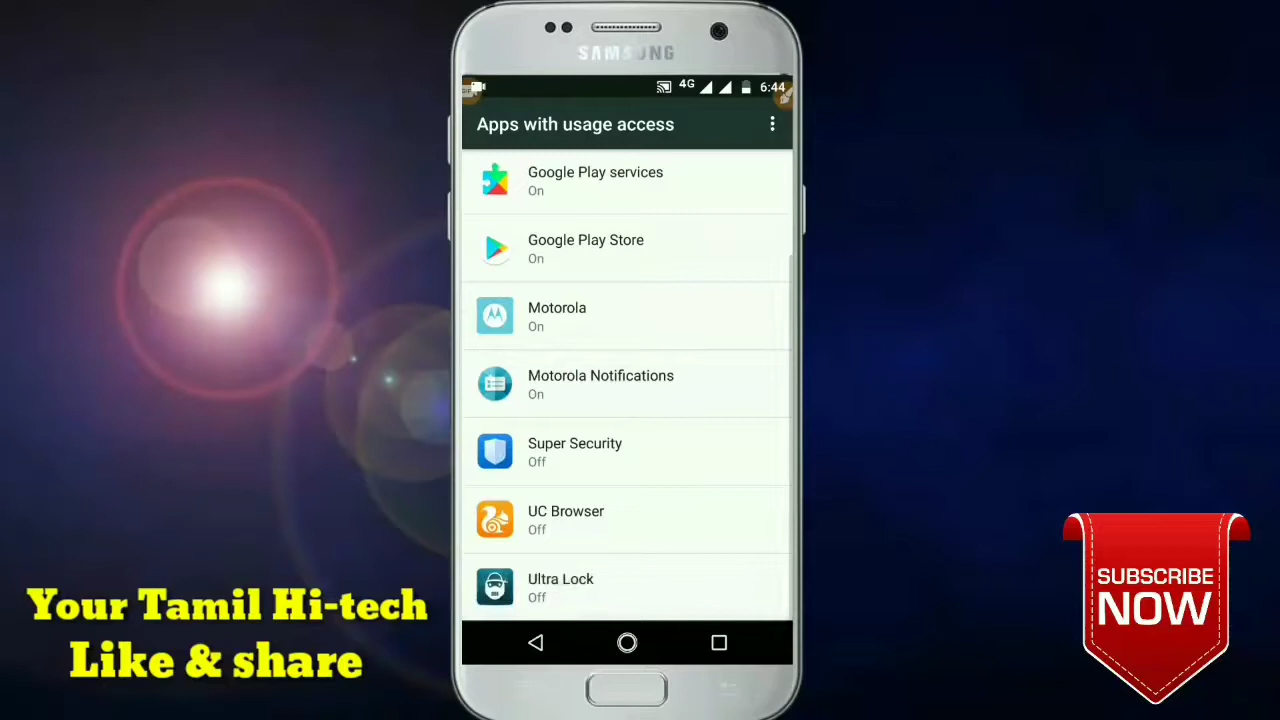 SAMSUNG
4G 6:44
Apps with usage access
Google Play services
On
Google Play Store
On
Motorola
On
Motorola Notifications
On
Super Security
Off
UC Browser
Off
Ultra Lock
Off
Your Tamil Hi-tech
Like & share
SUBSCRIBE
NOW